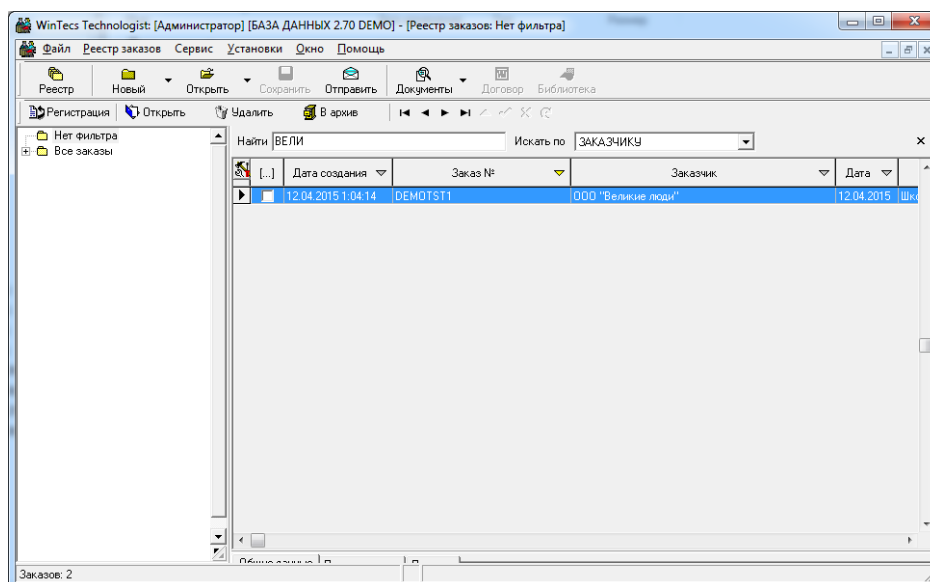 WinTecs Technologist: [Администратор] [БАЗА ДАННЫХ 2.70 DEMO] - [Реестр заказов: Нет фильтра]
Файл Реестр заказов Сервис Установки Окно Помощь
Реестр Новый Открыть Сохранить Отправить Документы Договор Библиотека
Регистрация Открыть Удалить В архив
Нет фильтра
Все заказы
Найти ВЕЛИ Искать по ЗАКАЗЧИКУ
[...] Дата создания Заказ № Заказчик Дата
12.04.2015 1:04:14 DEMOTST1 ООО "Великие люди" 12.04.2015
Общие данные
Заказов: 2